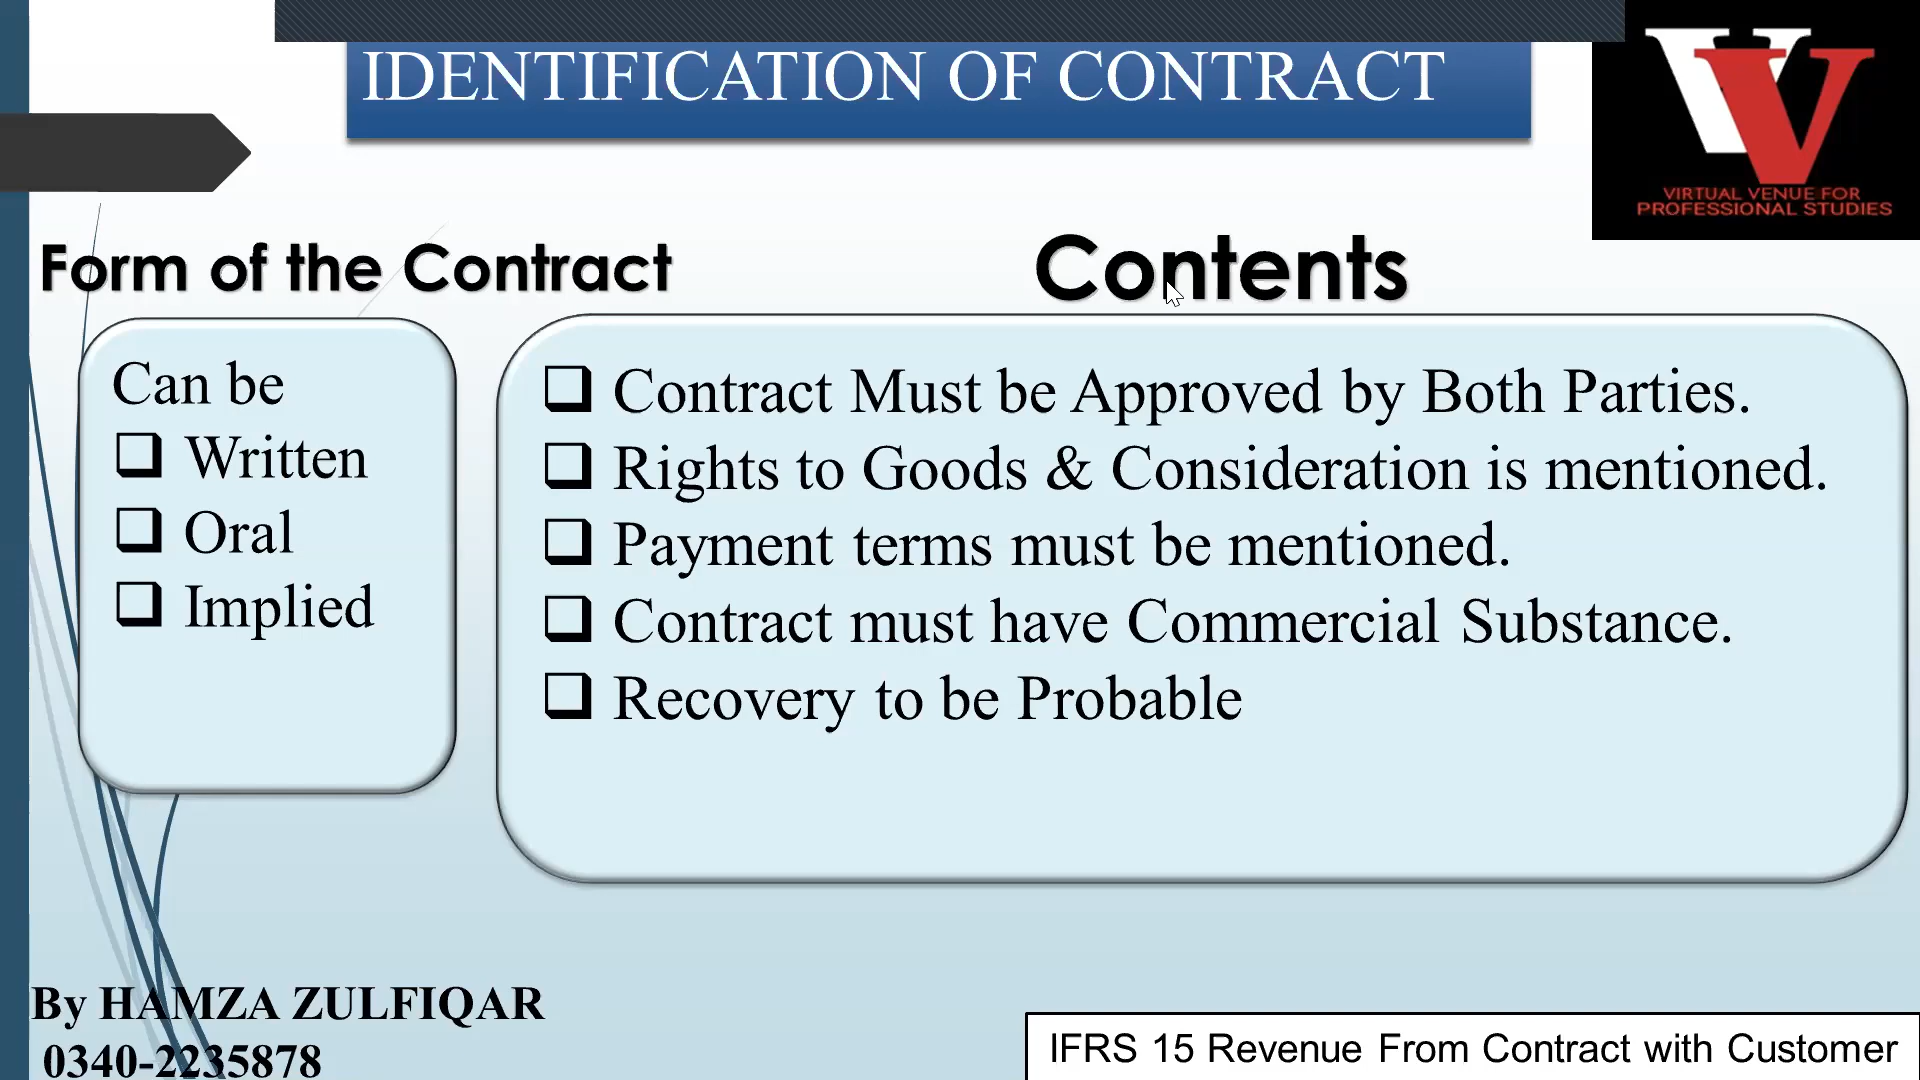 IDENTIFICATION OF CONTRACT
VV
VIRTUAL VENUE FOR
PROFESSIONAL STUDIES
Form of the Contract
Can be
Written
Oral
Implied
Contents
Contract Must be Approved by Both Parties.
Rights to Goods & Consideration is mentioned.
Payment terms must be mentioned.
Contract must have Commercial Substance.
Recovery to be Probable
By HAMZA ZULFIQAR
0340-2235878
IFRS 15 Revenue From Contract with Customer